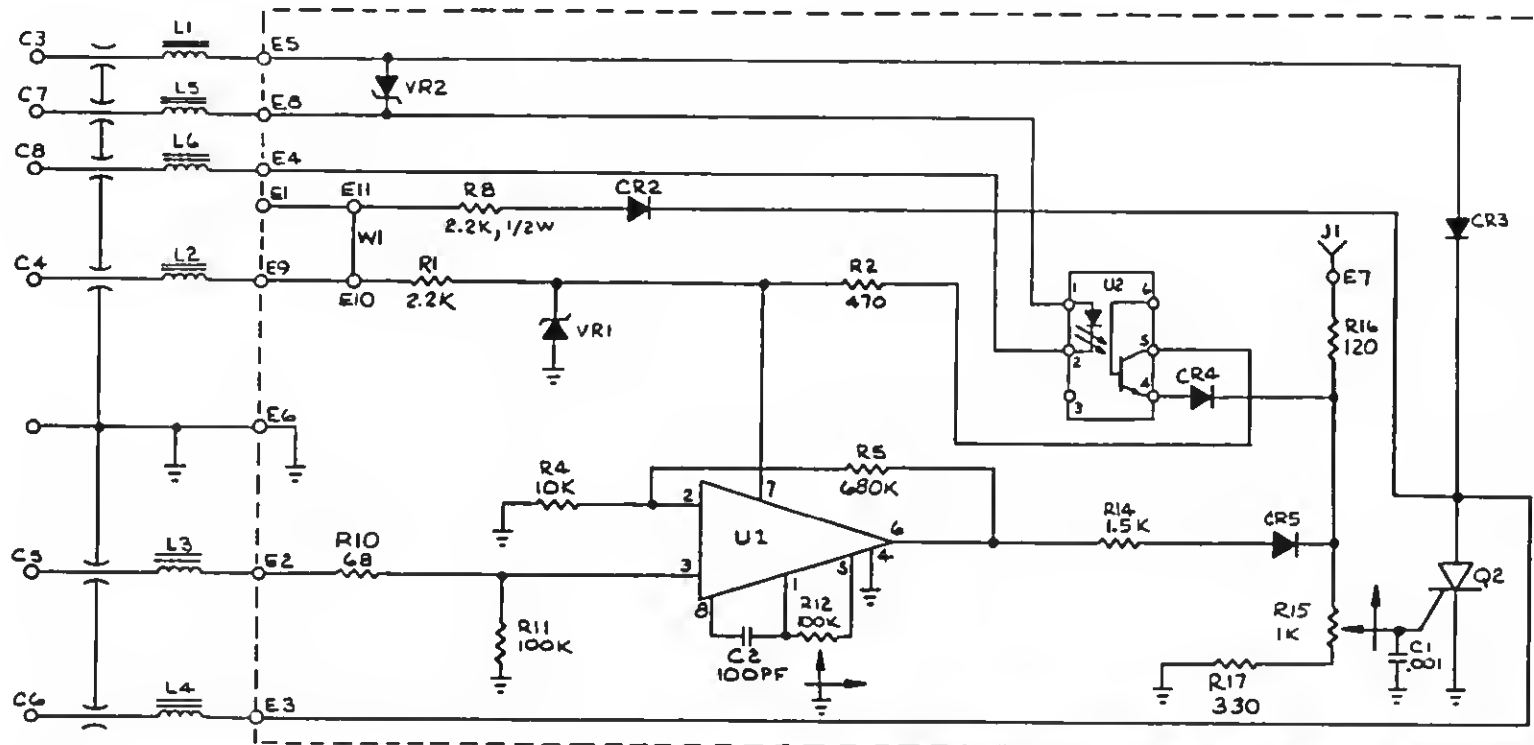 C3
L1
E5
VR2
C7
L5
E8
C8
L6
E4
E1
E11
R8
2.2K, 1/2W
CR2
W1
C4
L2
E9
E10
R1
2.2K
VR1
R2
470
1
U2
6
2
5
3
4
CR4
J1
E7
R16
120
CR3
E6
R4
10K
R5
680K
2
7
U1
6
3
4
1
5
8
R14
1.5K
CR5
C5
L3
E2
R10
68
R11
100K
C2
100PF
R12
100K
R15
1K
Q2
C1
.001
R17
330
C6
L4
E3